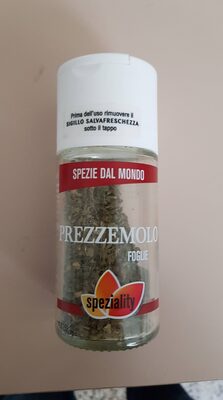 Prima dell'uso rimuovere il
SIGILLO SALVAFRESCHEZZA
sotto il tappo
SPEZIE DAL MONDO
PREZZEMOLO
FOGLIE
speziality